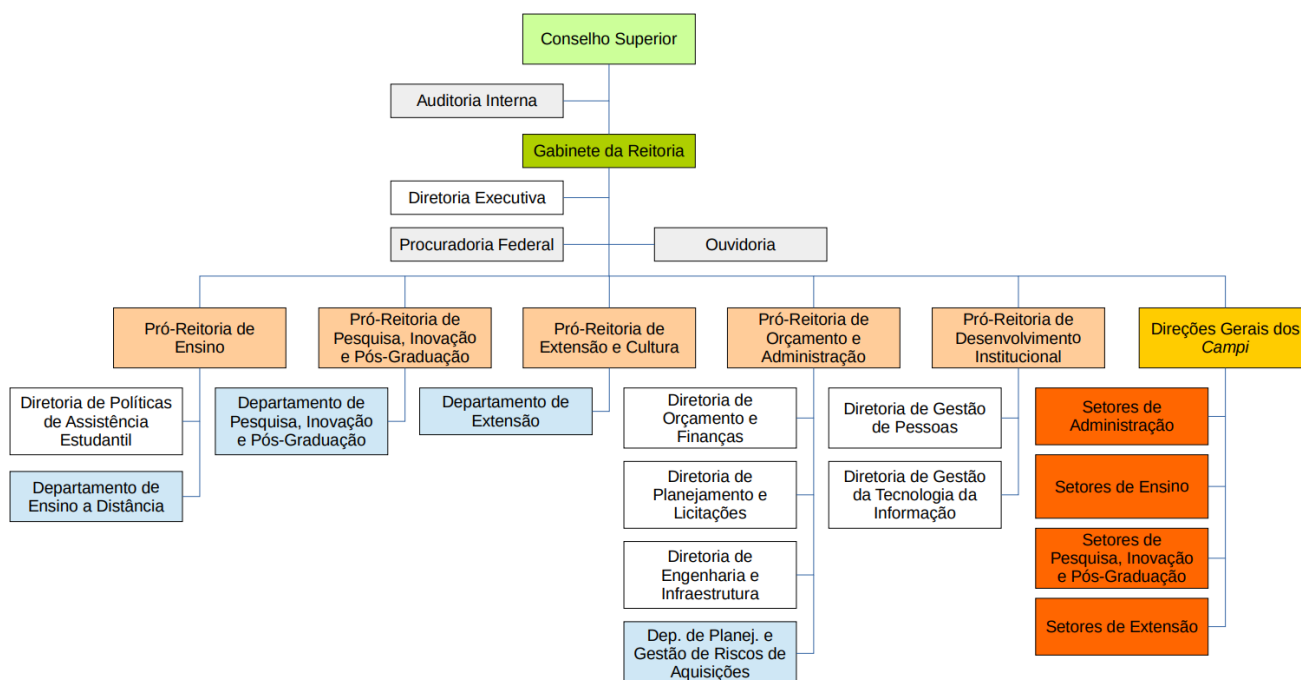 Conselho Superior
Auditoria Interna
Gabinete da Reitoria
Diretoria Executiva
Procuradoria Federal
Ouvidoria
Pró-Reitoria de
Ensino
Pró-Reitoria de
Pesquisa, Inovação
e Pós-Graduação
Pró-Reitoria de
Extensão e Cultura
Pró-Reitoria de
Orçamento e
Administração
Pró-Reitoria de
Desenvolvimento
Institucional
Direções Gerais dos
Campi
Diretoria de Políticas
de Assistência
Estudantil
Departamento de
Pesquisa, Inovação
e Pós-Graduação
Departamento de
Extensão
Diretoria de
Orçamento e
Finanças
Diretoria de Gestão
de Pessoas
Setores de
Administração
Departamento de
Ensino a Distância
Diretoria de
Planejamento e
Licitações
Diretoria de Gestão
da Tecnologia da
Informação
Setores de Ensino
Diretoria de
Engenharia e
Infraestrutura
Setores de
Pesquisa, Inovação
e Pós-Graduação
Dep. de Planej. e
Gestão de Riscos de
Aquisições
Setores de Extensão